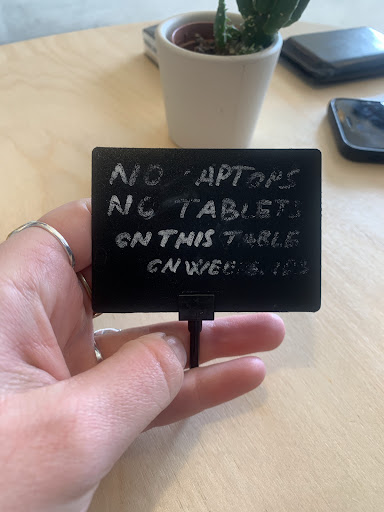 NO LAPTOPS
NO TABLETS
ON THIS TABLE
ON WEEKENDS